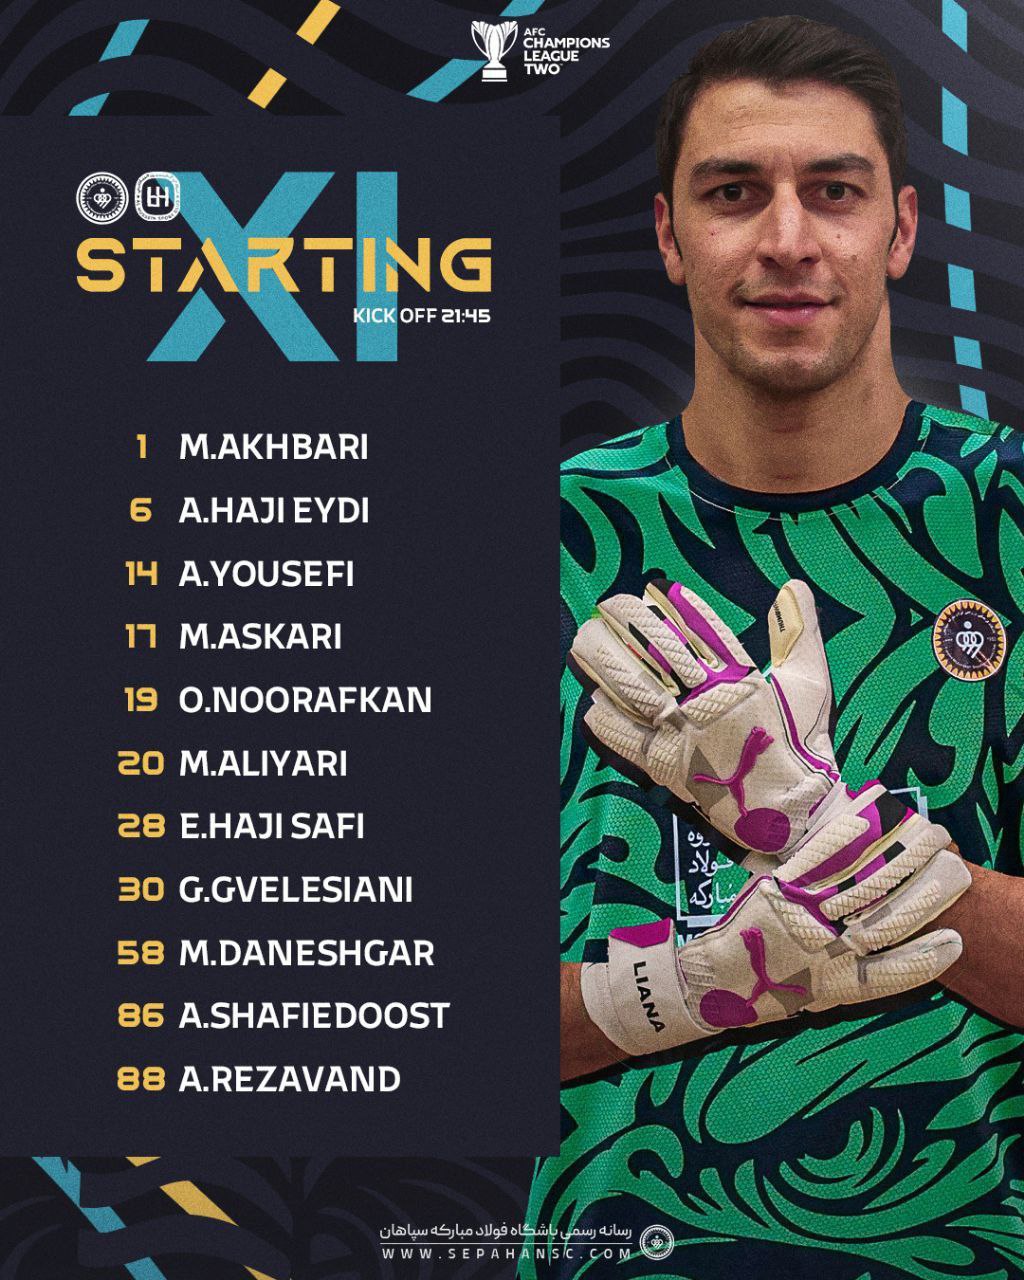 AFC
CHAMPIONS
LEAGUE
TWO
XI
STARTING
KICK OFF 21:45
1 M.AKHBARI
6 A.HAJI EYDI
14 A.YOUSEFI
17 M.ASKARI
19 O.NOORAFKAN
20 M.ALIYARI
28 E.HAJI SAFI
30 G.GVELESIANI
58 M.DANESHGAR
86 A.SHAFIEDOOST
88 A.REZAVAND
فولاد
مبارکه
LIANA
رسانه رسمی باشگاه فولاد مبارکه سپاهان
WWW.SEPAHANSC.COM